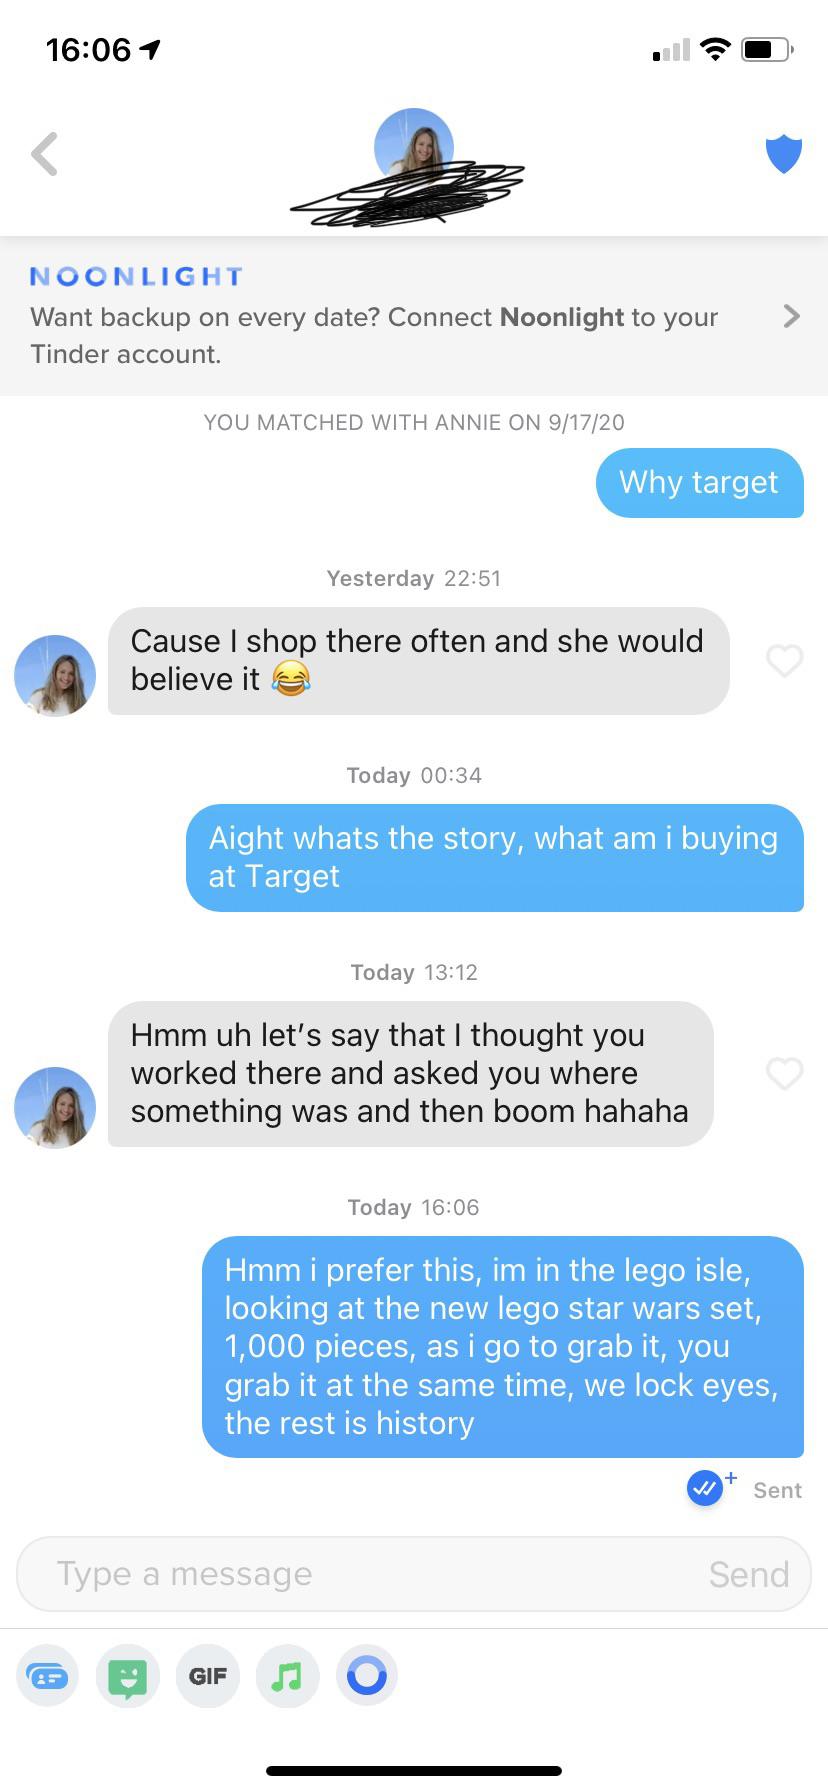 16:06
NOONLIGHT
Want backup on every date? Connect Noonlight to your
Tinder account.
YOU MATCHED WITH ANNIE ON 9/17/20
Why target
Yesterday 22:51
Cause I shop there often and she would
believe it 😂
Today 00:34
Aight whats the story, what am i buying
at Target
Today 13:12
Hmm uh let's say that I thought you
worked there and asked you where
something was and then boom hahaha
Today 16:06
Hmm i prefer this, im in the lego isle,
looking at the new lego star wars set,
1,000 pieces, as i go to grab it, you
grab it at the same time, we lock eyes,
the rest is history
Sent
Type a message
Send
GIF